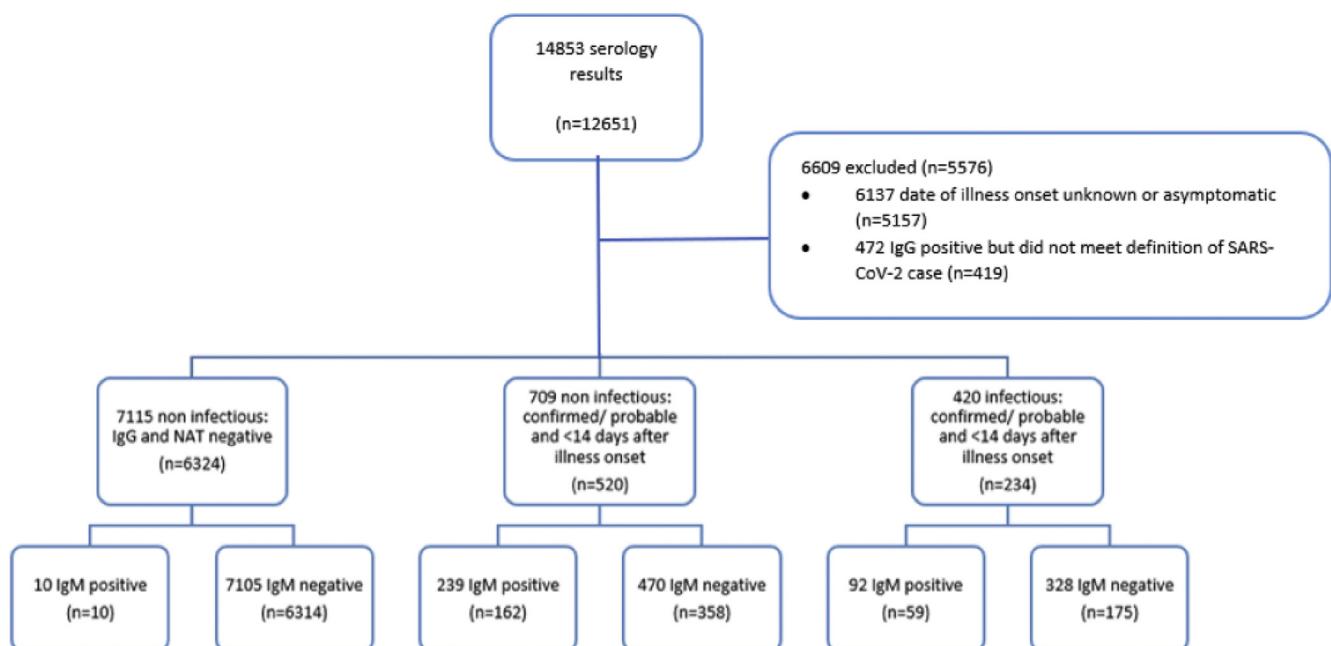 14853 serology
results
(n=12651)
6609 excluded (n=5576)
• 6137 date of illness onset unknown or asymptomatic
(n=5157)
• 472 IgG positive but did not meet definition of SARS-
CoV-2 case (n=419)
7115 non infectious:
IgG and NAT negative
(n=6324)
709 non infectious:
confirmed/ probable
and <14 days after
illness onset
(n=520)
420 infectious:
confirmed/ probable
and <14 days after
illness onset
(n=234)
10 IgM positive
(n=10)
7105 IgM negative
(n=6314)
239 IgM positive
(n=162)
470 IgM negative
(n=358)
92 IgM positive
(n=59)
328 IgM negative
(n=175)